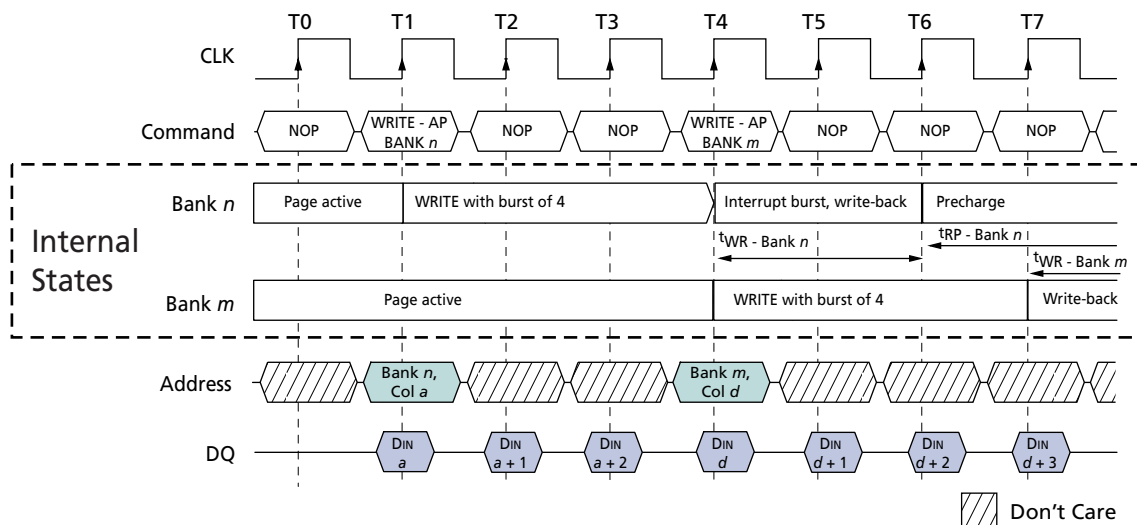 T0 T1 T2 T3 T4 T5 T6 T7
CLK
Command NOP WRITE - AP BANK n NOP NOP WRITE - AP BANK m NOP NOP NOP
Internal States
Bank n Page active WRITE with burst of 4 Interrupt burst, write-back Precharge
tWR - Bank n tRP - Bank n
tWR - Bank m
Bank m Page active WRITE with burst of 4 Write-back
Address Bank n, Col a Bank m, Col d
DQ DIN a DIN a + 1 DIN a + 2 DIN d DIN d + 1 DIN d + 2 DIN d + 3
Don't Care